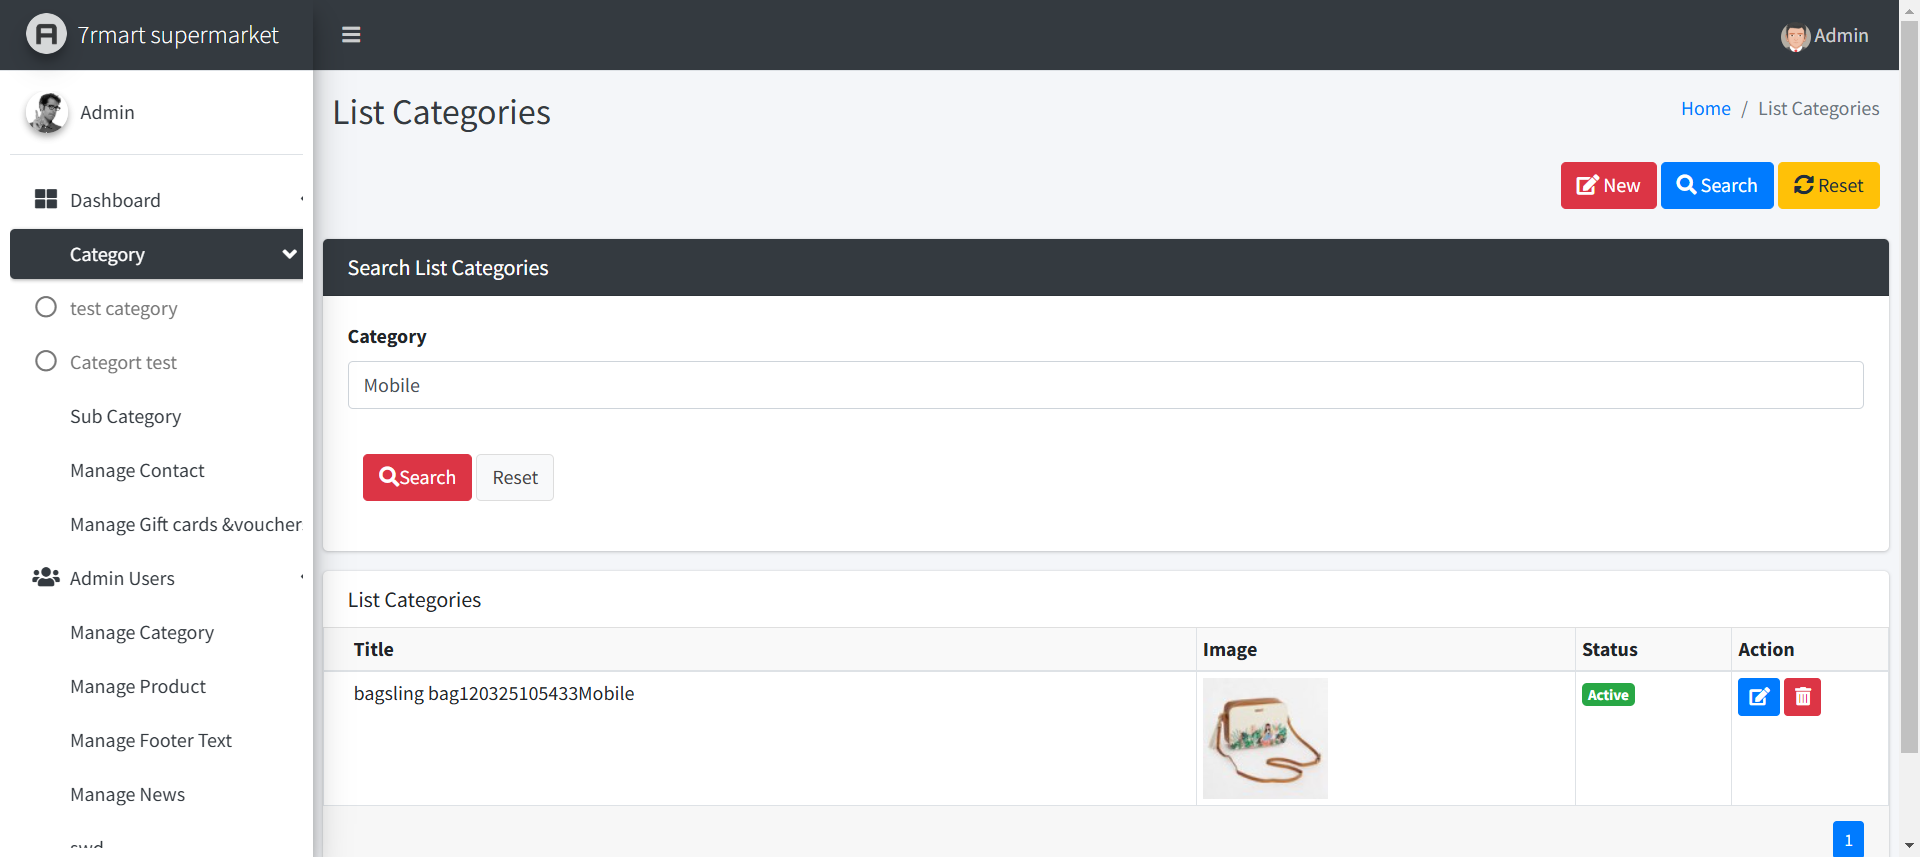 7rmart supermarket
Admin
Admin
List Categories
Home / List Categories
New Search Reset
Dashboard
Category
test category
Categort test
Sub Category
Manage Contact
Manage Gift cards &voucher
Admin Users
Manage Category
Manage Product
Manage Footer Text
Manage News
swd
Search List Categories
Category
Mobile
Search Reset
List Categories
Title Image Status Action
bagsling bag120325105433Mobile Active
1